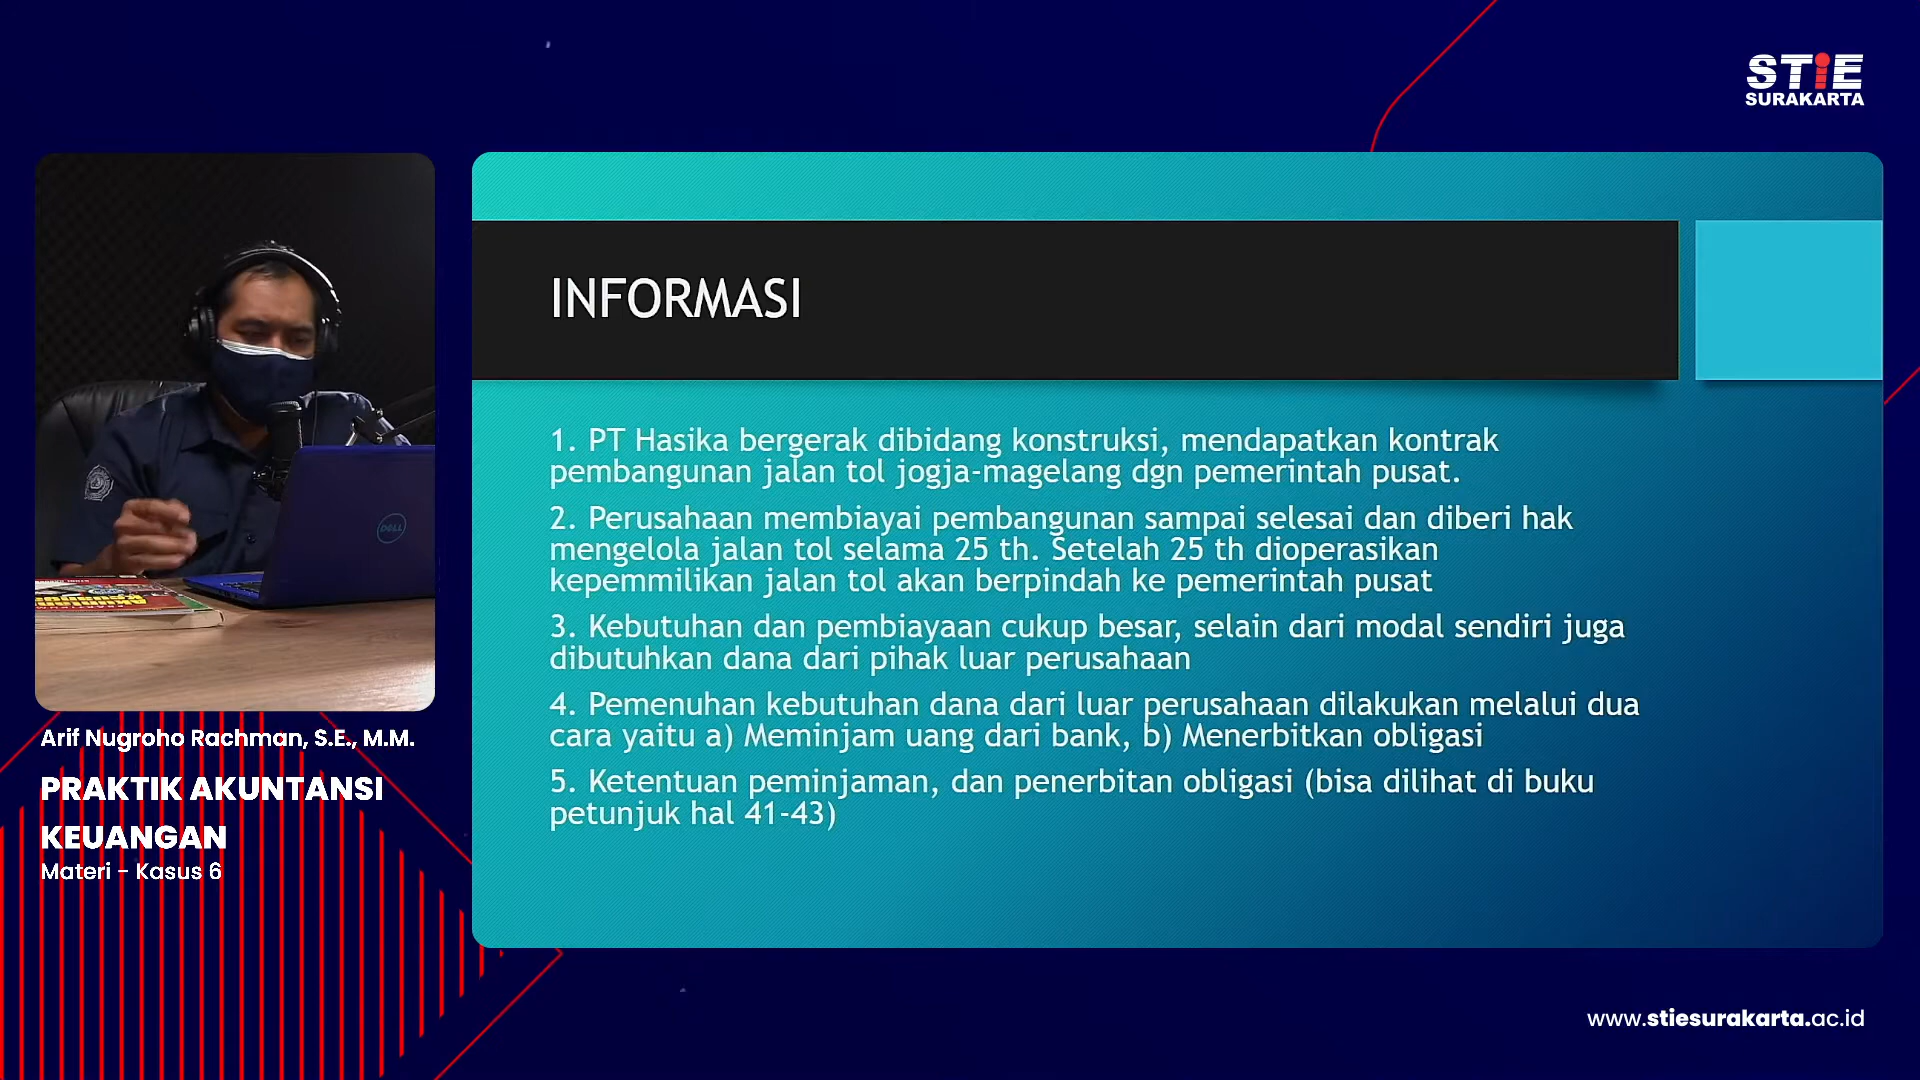 STiE
SURAKARTA
INFORMASI
1. PT Hasika bergerak dibidang konstruksi, mendapatkan kontrak
pembangunan jalan tol jogja-magelang dgn pemerintah pusat.
2. Perusahaan membiayai pembangunan sampai selesai dan diberi hak
mengelola jalan tol selama 25 th. Setelah 25 th dioperasikan
kepemmilikan jalan tol akan berpindah ke pemerintah pusat
3. Kebutuhan dan pembiayaan cukup besar, selain dari modal sendiri juga
dibutuhkan dana dari pihak luar perusahaan
4. Pemenuhan kebutuhan dana dari luar perusahaan dilakukan melalui dua
cara yaitu a) Meminjam uang dari bank, b) Menerbitkan obligasi
5. Ketentuan peminjaman, dan penerbitan obligasi (bisa dilihat di buku
petunjuk hal 41-43)
DELL
Arif Nugroho Rachman, S.E., M.M.
PRAKTIK AKUNTANSI
KEUANGAN
Materi - Kasus 6
www.stiesurakarta.ac.id